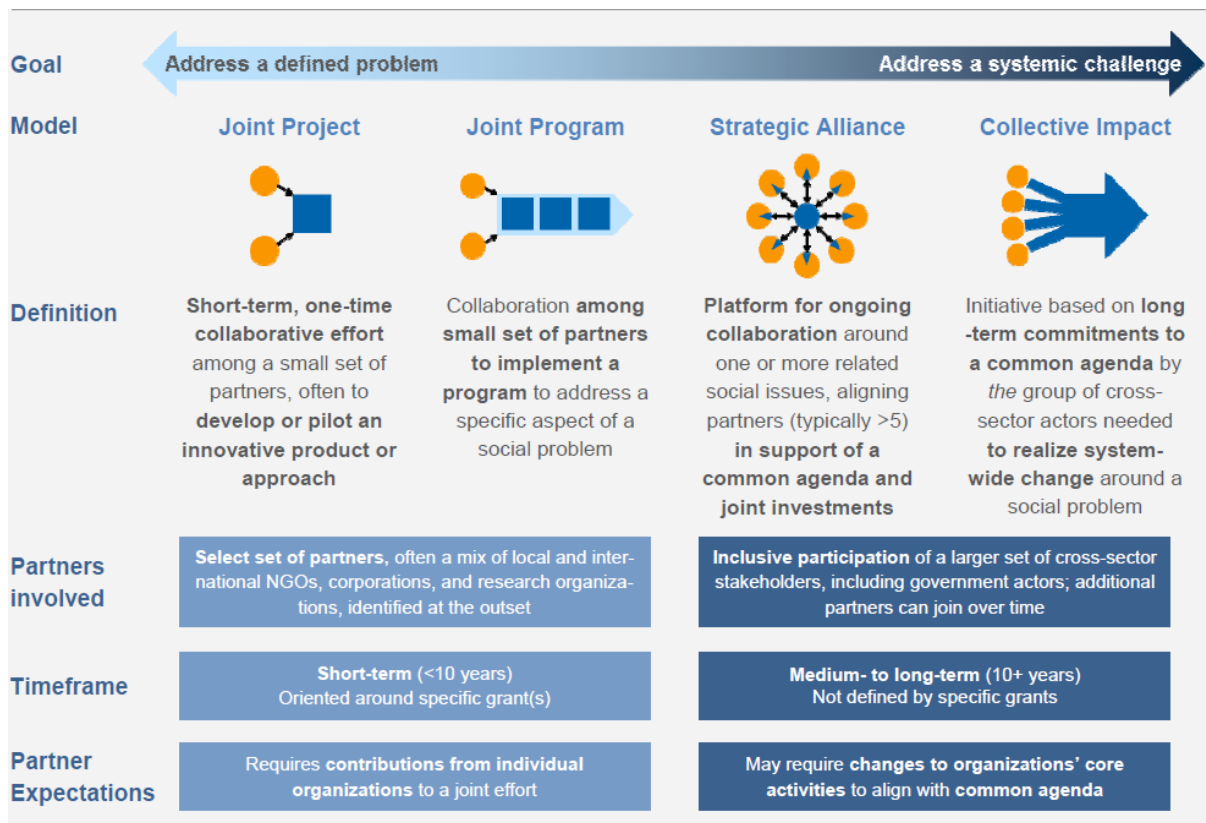 Goal
Address a defined problem
Address a systemic challenge
Model
Joint Project
Joint Program
Strategic Alliance
Collective Impact
Definition
Short-term, one-time
collaborative effort
among a small set of
partners, often to
develop or pilot an
innovative product or
approach
Collaboration among
small set of partners
to implement a
program to address a
specific aspect of a
social problem
Platform for ongoing
collaboration around
one or more related
social issues, aligning
partners (typically >5)
in support of a
common agenda and
joint investments
Initiative based on long
-term commitments to
a common agenda by
the group of cross-
sector actors needed
to realize system-
wide change around a
social problem
Partners
involved
Select set of partners, often a mix of local and inter-
national NGOs, corporations, and research organiza-
tions, identified at the outset
Inclusive participation of a larger set of cross-sector
stakeholders, including government actors; additional
partners can join over time
Timeframe
Short-term (<10 years)
Oriented around specific grant(s)
Medium- to long-term (10+ years)
Not defined by specific grants
Partner
Expectations
Requires contributions from individual
organizations to a joint effort
May require changes to organizations' core
activities to align with common agenda